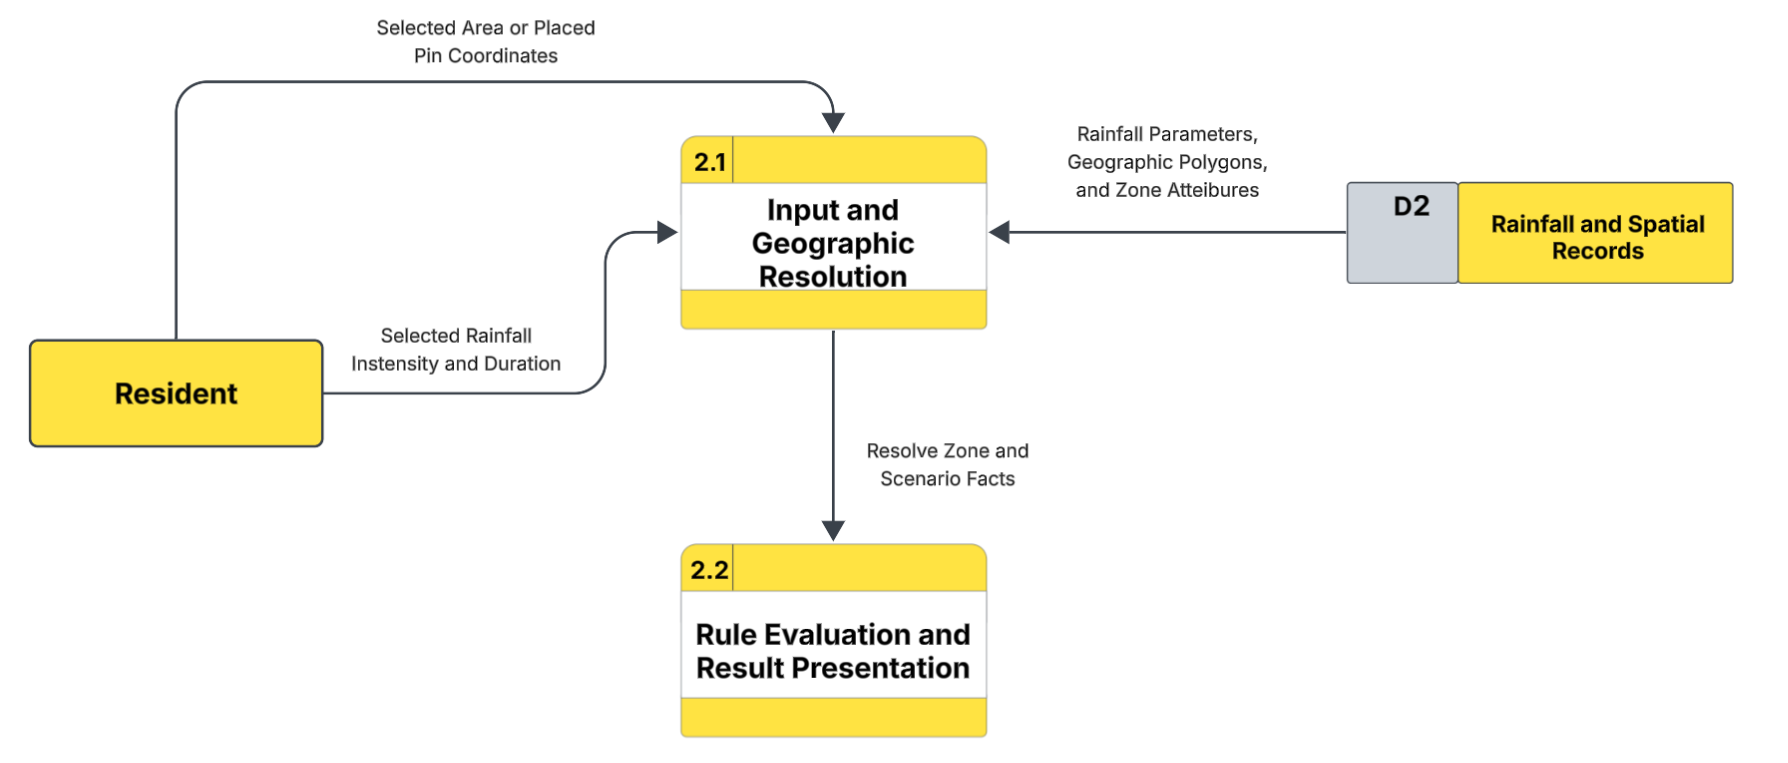 Selected Area or Placed
Pin Coordinates
2.1
Input and
Geographic
Resolution
Rainfall Parameters,
Geographic Polygons,
and Zone Atteibures
D2
Rainfall and Spatial
Records
Selected Rainfall
Instensity and Duration
Resident
Resolve Zone and
Scenario Facts
2.2
Rule Evaluation and
Result Presentation